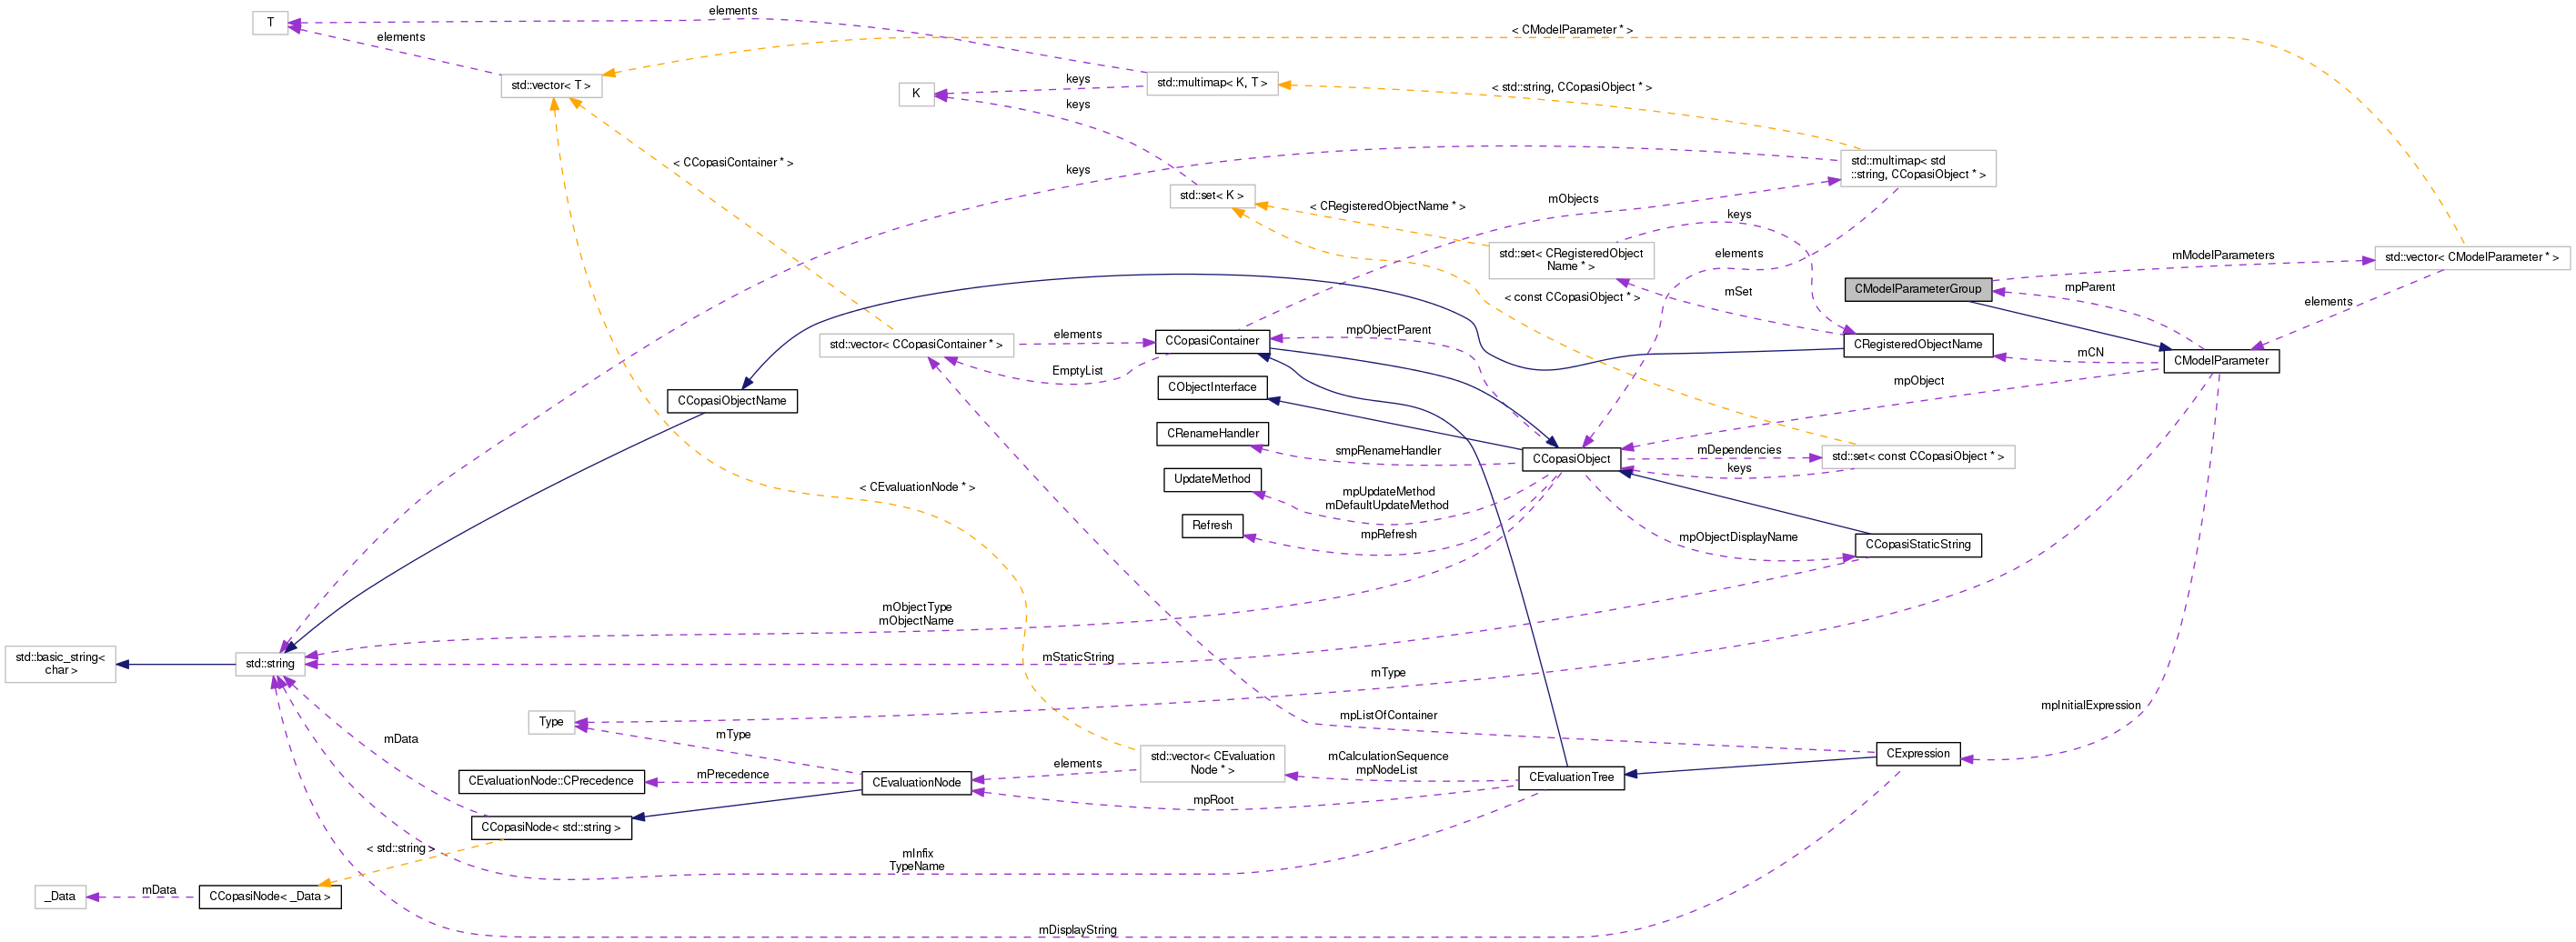 elements
T
< CModelParameter * >
elements
keys
std::multimap< K, T >
std::vector< T >
< std::string, CCopasiObject * >
K
keys
< CCopasiContainer * >
keys
std::multimap< std
::string, CCopasiObject * >
std::set< K >
mObjects
< CRegisteredObjectName * >
keys
std::set< CRegisteredObject
Name * >
elements
mModelParameters
std::vector< CModelParameter * >
mSet
CModelParameterGroup
mpParent
< const CCopasiObject * >
elements
std::vector< CCopasiContainer * >
elements
CCopasiContainer
mpObjectParent
CRegisteredObjectName
mCN
CModelParameter
EmptyList
CObjectInterface
mpObject
CCopasiObjectName
CRenameHandler
smpRenameHandler
CCopasiObject
mDependencies
keys
std::set< const CCopasiObject * >
UpdateMethod
mpUpdateMethod
mDefaultUpdateMethod
< CEvaluationNode * >
Refresh
mpRefresh
mpObjectDisplayName
CCopasiStaticString
mObjectType
mObjectName
std::basic_string<
char >
std::string
mStaticString
mType
mpInitialExpression
Type
mType
mpListOfContainer
mData
std::vector< CEvaluation
Node * >
mCalculationSequence
mpNodeList
CExpression
CEvaluationNode::CPrecedence
mPrecedence
CEvaluationNode
elements
CEvaluationTree
mpRoot
CCopasiNode< std::string >
< std::string >
mInfix
TypeName
_Data
mData
CCopasiNode< _Data >
mDisplayString